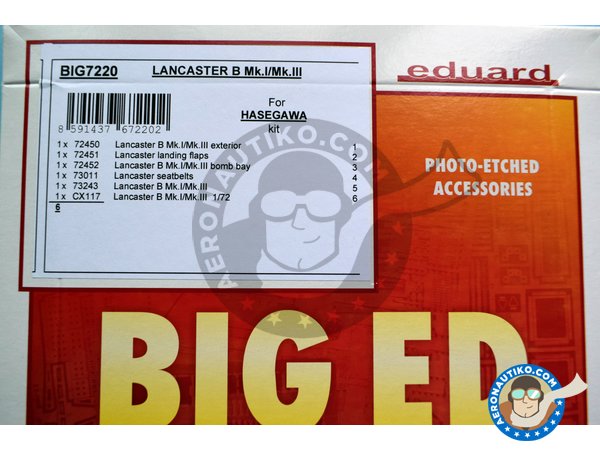 BIG7220 LANCASTER B Mk.I/Mk.III
eduard
For
HASEGAWA
kit
8 591437 672202
1 x 72450 Lancaster B Mk.I/Mk.III exterior 1
1 x 72451 Lancaster landing flaps 2
1 x 72452 Lancaster B Mk.I/Mk.III bomb bay 3
1 x 73011 Lancaster seatbelts 4
1 x 73243 Lancaster B Mk.I/Mk.III 5
1 x CX117 Lancaster B Mk.I/Mk.III 1/72 6
6
PHOTO-ETCHED
ACCESSORIES
AERONAUTIKO.COM
BIG ED
AERONAUTIKO.COM